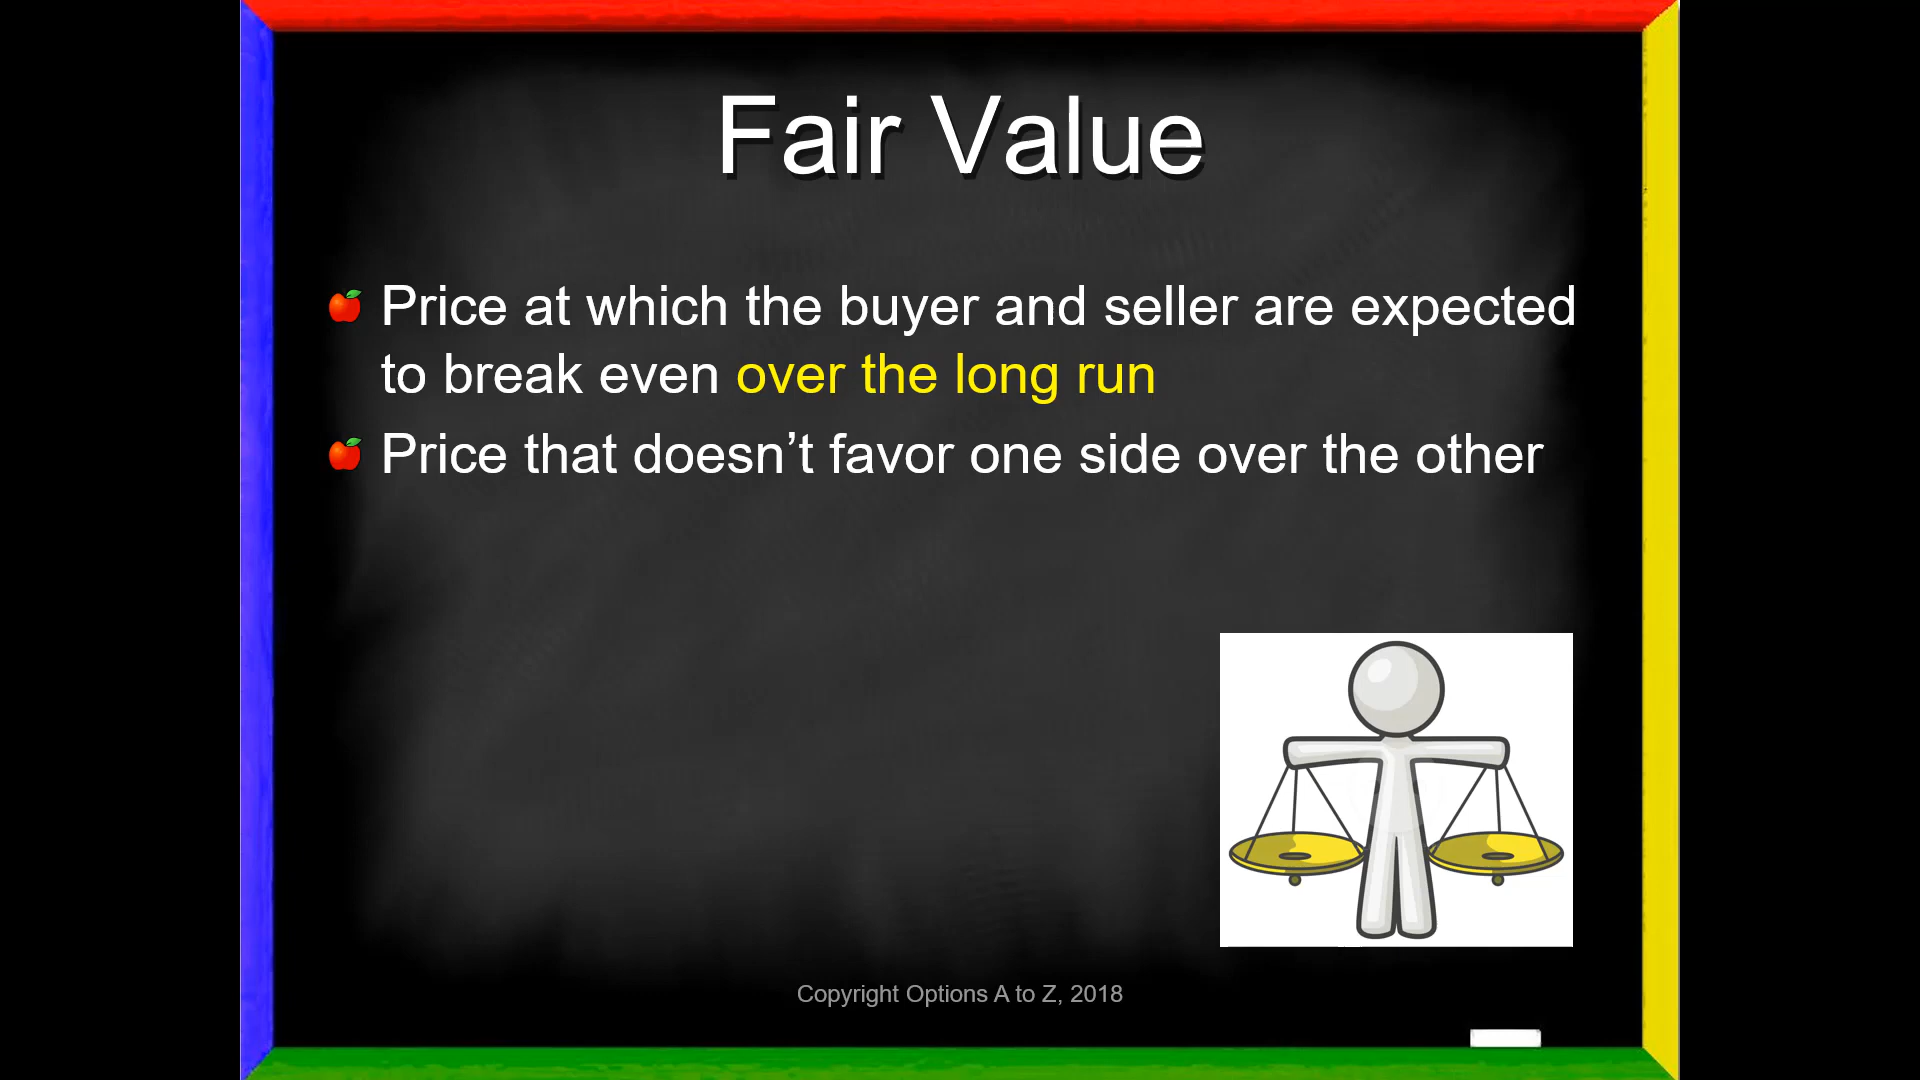 Fair Value
Price at which the buyer and seller are expected
to break even over the long run
Price that doesn’t favor one side over the other
Copyright Options A to Z, 2018